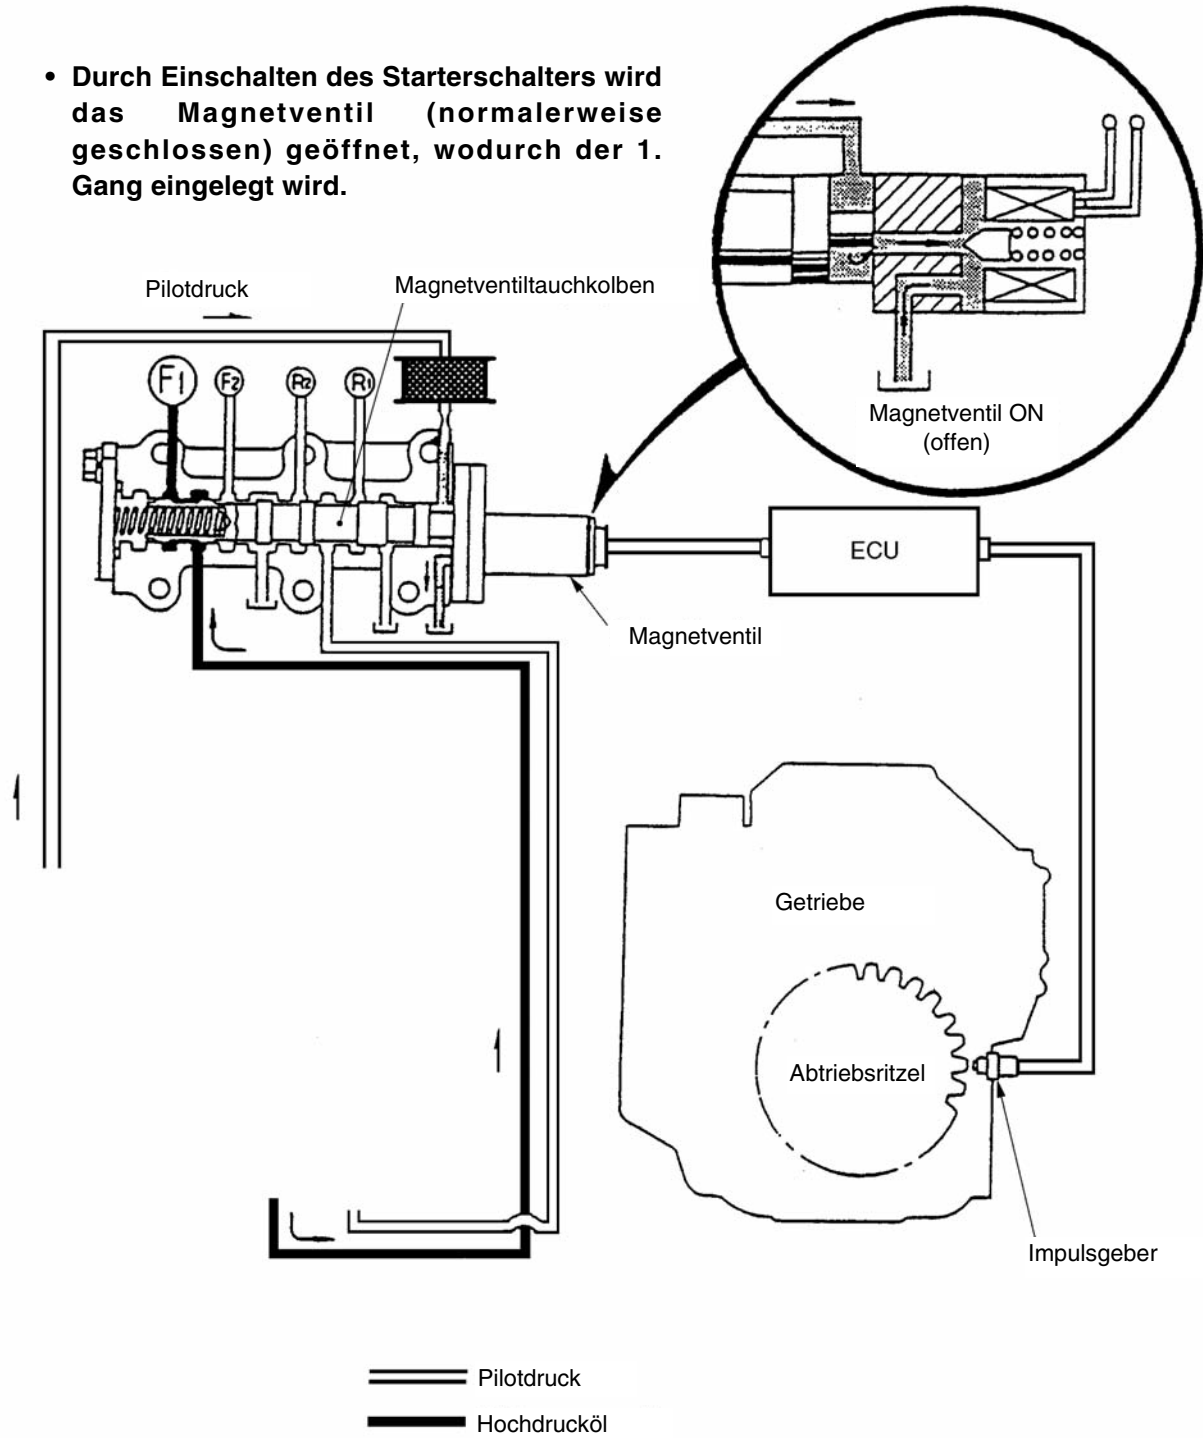 • Durch Einschalten des Starterschalters wird
das Magnetventil (normalerweise
geschlossen) geöffnet, wodurch der 1.
Gang eingelegt wird.
Pilotdruck
Magnetventiltauchkolben
F1
F2
R2
R1
Magnetventil ON
(offen)
ECU
Magnetventil
Getriebe
Abtriebsritzel
Impulsgeber
Pilotdruck
Hochdrucköl